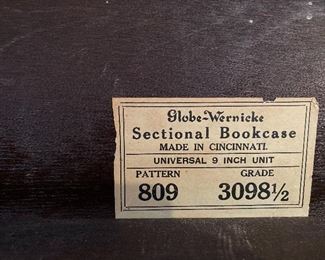 Globe-Wernicke
Sectional Bookcase
MADE IN CINCINNATI.
UNIVERSAL 9 INCH UNIT
PATTERN GRADE
809 3098½